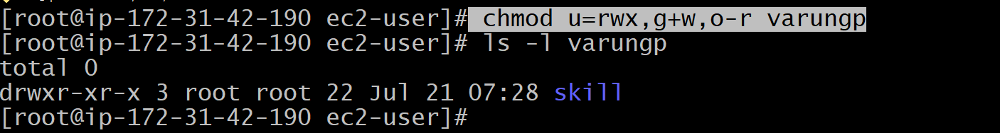 [root@ip-172-31-42-190 ec2-user]# chmod u=rwx,g+w,o-r varungp
[root@ip-172-31-42-190 ec2-user]# ls -l varungp
total 0
drwxr-xr-x 3 root root 22 Jul 21 07:28 skill
[root@ip-172-31-42-190 ec2-user]#